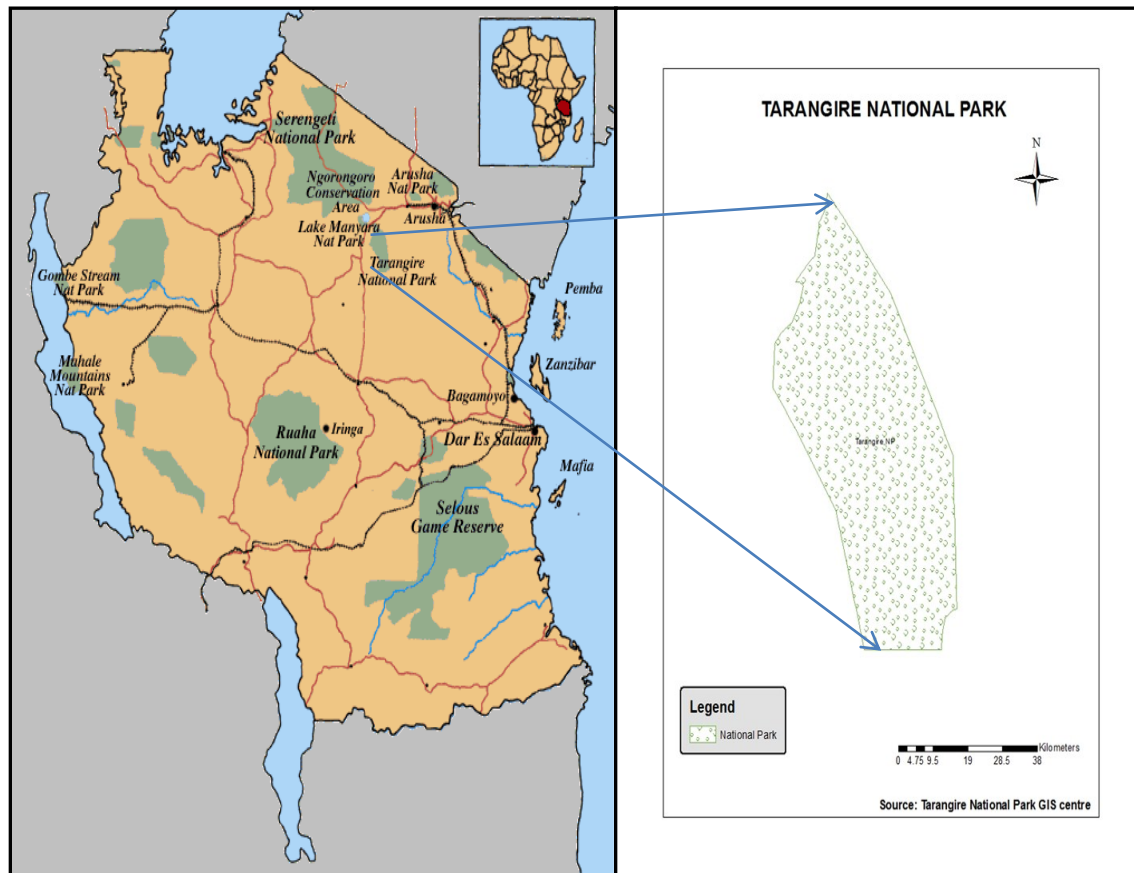 Serengeti
National Park
Ngorongoro
Conservation
Area
Arusha
Nat Park
Arusha
Lake Manyara
Nat Park
Tarangire
National Park
Gombe Stream
Nat Park
Pemba
Muhale
Mountains
Nat Park
Zanzibar
Bagamoyo
Ruaha
National Park
Iringa
Dar Es Salaam
Mafia
Selous
Game Reserve
TARANGIRE NATIONAL PARK
N
Tarangire NP
Legend
National Park
Kilometers
0 4.75 9.5 19 28.5 38
Source: Tarangire National Park GIS centre